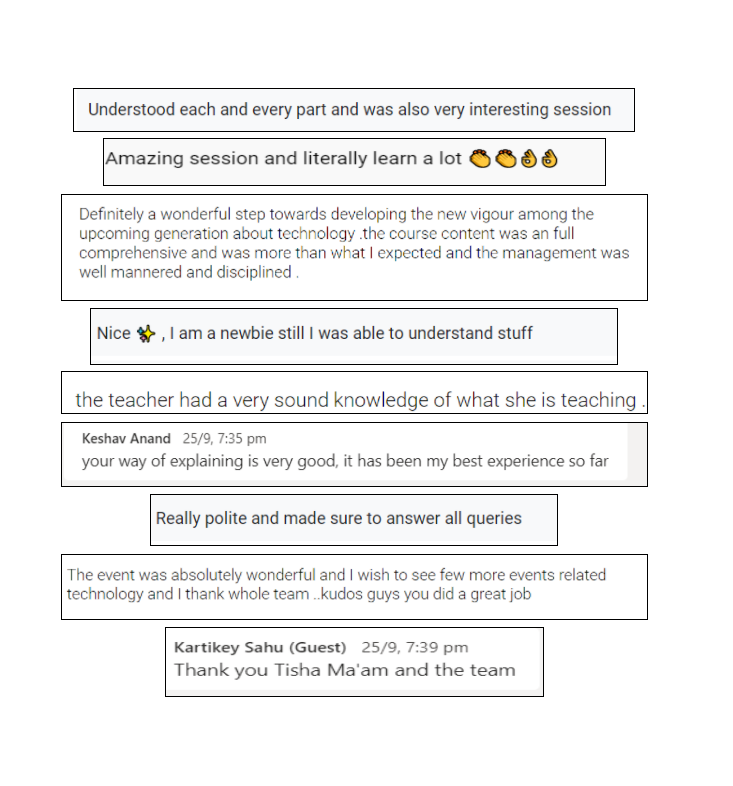 Understood each and every part and was also very interesting session
Amazing session and literally learn a lot 👏👏👌👌
Definitely a wonderful step towards developing the new vigour among the
upcoming generation about technology .the course content was an full
comprehensive and was more than what I expected and the management was
well mannered and disciplined .
Nice ✨ , I am a newbie still I was able to understand stuff
the teacher had a very sound knowledge of what she is teaching .
Keshav Anand 25/9, 7:35 pm
your way of explaining is very good, it has been my best experience so far
Really polite and made sure to answer all queries
The event was absolutely wonderful and I wish to see few more events related
technology and I thank whole team ..kudos guys you did a great job
Kartikey Sahu (Guest) 25/9, 7:39 pm
Thank you Tisha Ma'am and the team